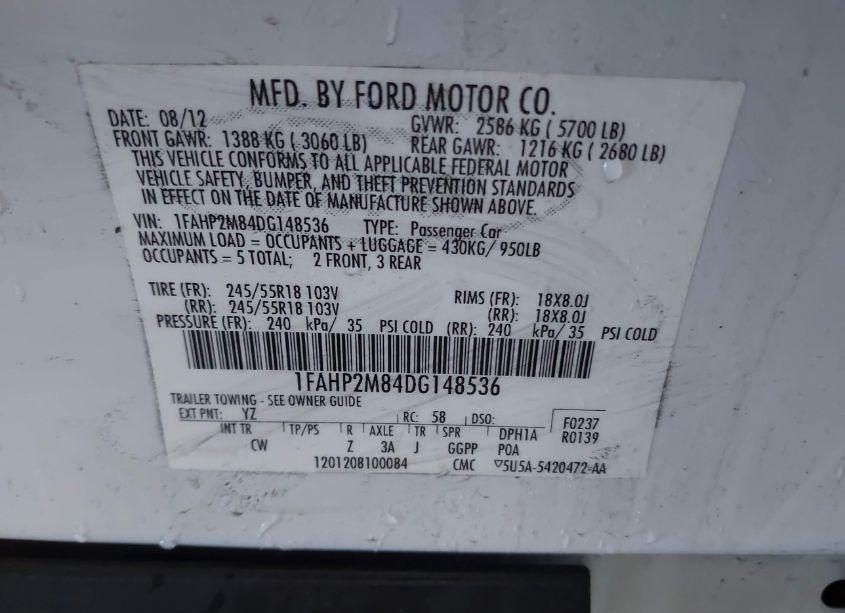 MFD. BY FORD MOTOR CO.
DATE: 08/12 GVWR: 2586 KG ( 5700 LB)
FRONT GAWR: 1388 KG ( 3060 LB) REAR GAWR: 1216 KG ( 2680 LB)
THIS VEHICLE CONFORMS TO ALL APPLICABLE FEDERAL MOTOR
VEHICLE SAFETY, BUMPER, AND THEFT PREVENTION STANDARDS
IN EFFECT ON THE DATE OF MANUFACTURE SHOWN ABOVE.
VIN: 1FAHP2M84DG148536 TYPE: Passenger Car
MAXIMUM LOAD = OCCUPANTS + LUGGAGE = 430KG/ 950LB
OCCUPANTS = 5 TOTAL; 2 FRONT, 3 REAR
TIRE (FR): 245/55R18 103V RIMS (FR): 18X8.0J
(RR): 245/55R18 103V (RR): 18X8.0J
PRESSURE (FR): 240 kPa/ 35 PSI COLD (RR): 240 kPa/ 35 PSI COLD
1FAHP2M84DG148536
TRAILER TOWING - SEE OWNER GUIDE
EXT PNT: YZ RC: 58 DSO: F0237
INT TR TP/PS R AXLE TR SPR DPH1A R0139
CW Z 3A J GGPP POA
1201208100084 CMC ▽5U5A-5420472-AA